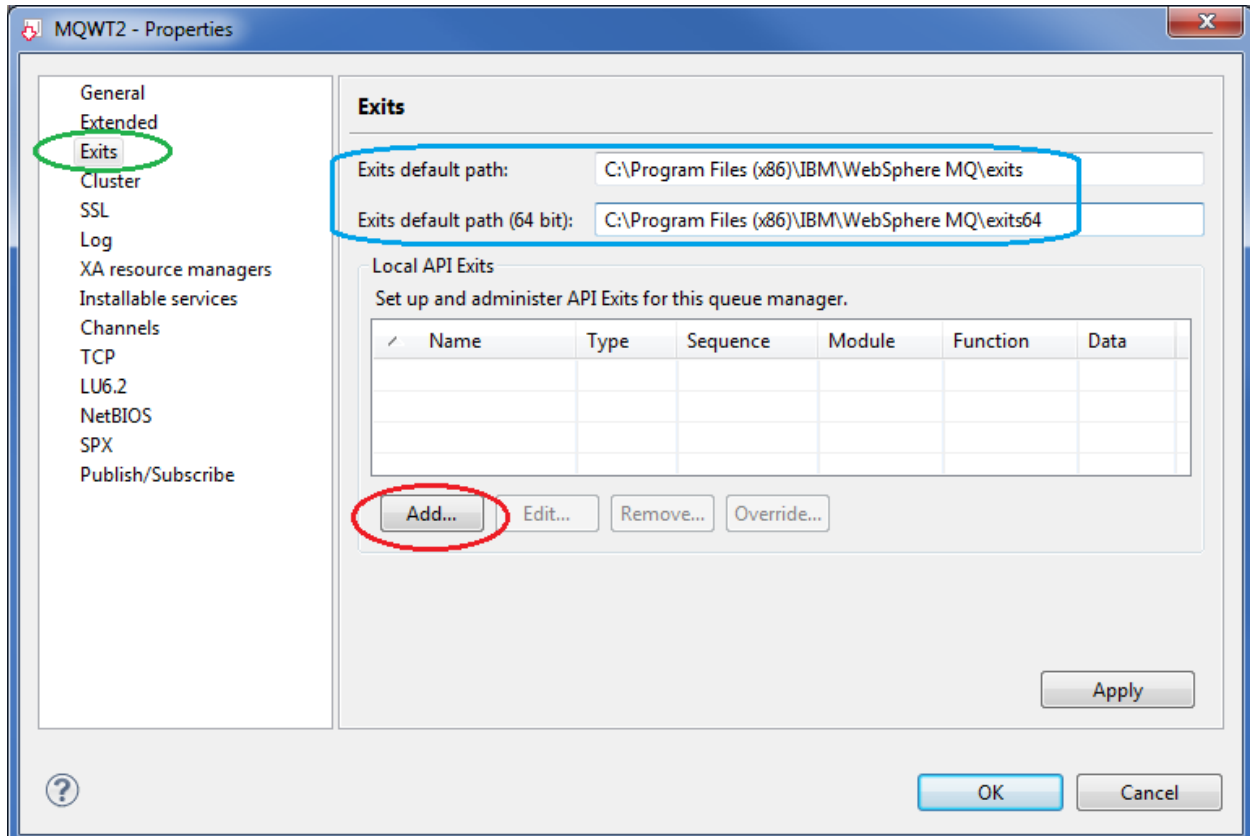 MQWT2 - Properties
General
Extended
Exits
Cluster
SSL
Log
XA resource managers
Installable services
Channels
TCP
LU6.2
NetBIOS
SPX
Publish/Subscribe
Exits
Exits default path: C:\Program Files (x86)\IBM\WebSphere MQ\exits
Exits default path (64 bit): C:\Program Files (x86)\IBM\WebSphere MQ\exits64
Local API Exits
Set up and administer API Exits for this queue manager.
Name Type Sequence Module Function Data
Add... Edit... Remove... Override...
Apply
? OK Cancel